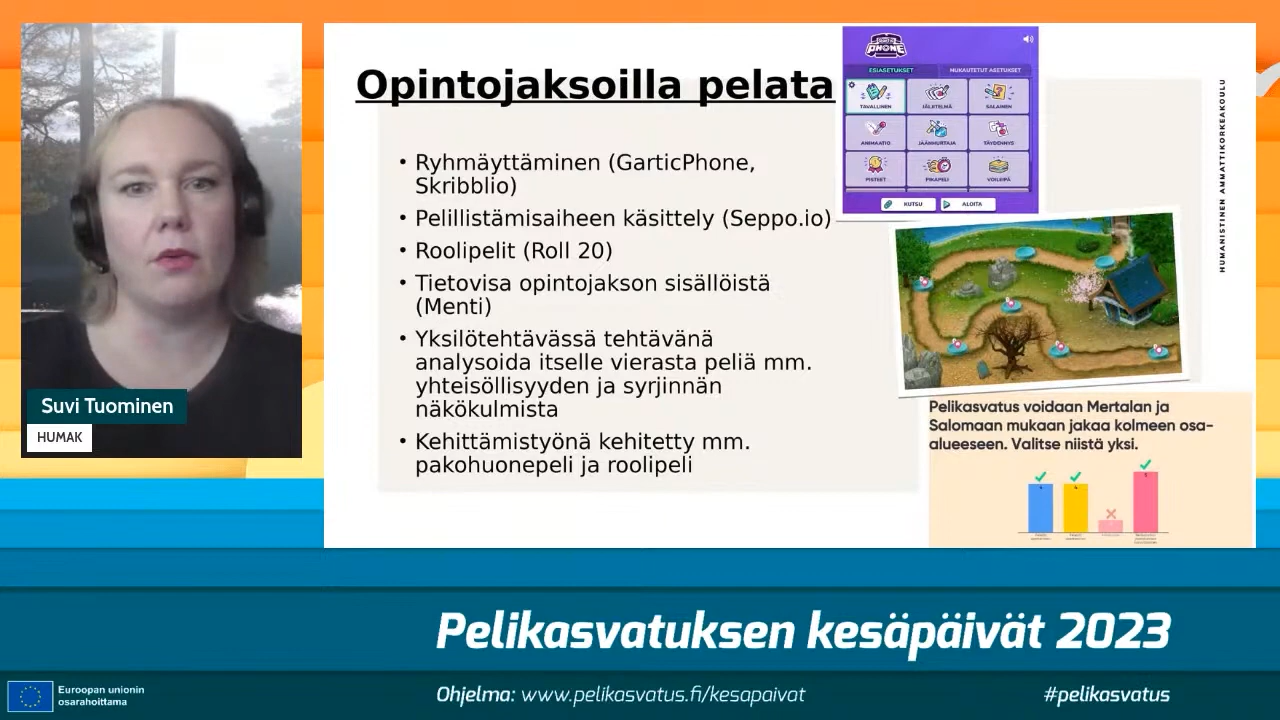 Opintojaksoilla pelata
• Ryhmäyttäminen (GarticPhone,
Skribblio)
• Pelillistämisaiheen käsittely (Seppo.io)
• Roolipelit (Roll 20)
• Tietovisa opintojakson sisällöistä
(Menti)
• Yksilötehtävässä tehtävänä
analysoida itselle vierasta peliä mm.
yhteisöllisyyden ja syrjinnän
näkökulmista
• Kehittämistyönä kehitetty mm.
pakohuonepeli ja roolipeli
PHONE
ESIASETUKSET MUKAUTETUT ASETUKSET
TAVALLINEN JÄLJITELMÄ SALAINEN
ANIMAATIO JÄÄNMURTAJA TÄYDENNYS
PISTEET PIKAPELI VOILEIPÄ
KUTSU ALOITA
HUMANISTINEN AMMATTIKORKEAKOULU
Pelikasvatus voidaan Mertalan ja
Salomaan mukaan jakaa kolmeen osa-
alueeseen. Valitse niistä yksi.
Suvi Tuominen
HUMAK
Pelikasvatuksen kesäpäivät 2023
Euroopan unionin
osarahoittama
Ohjelma: www.pelikasvatus.fi/kesapaivat
#pelikasvatus